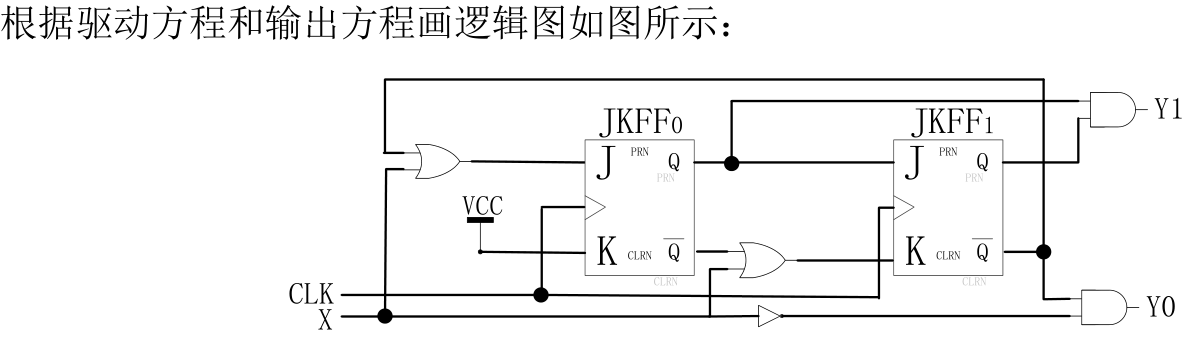 根据驱动方程和输出方程画逻辑图如图所示：
JKFF0 JKFF1
Y1
J PRN Q J PRN Q
PRN PRN
VCC
K CLRN Q K CLRN Q
CLRN CLRN
CLK
X
Y0